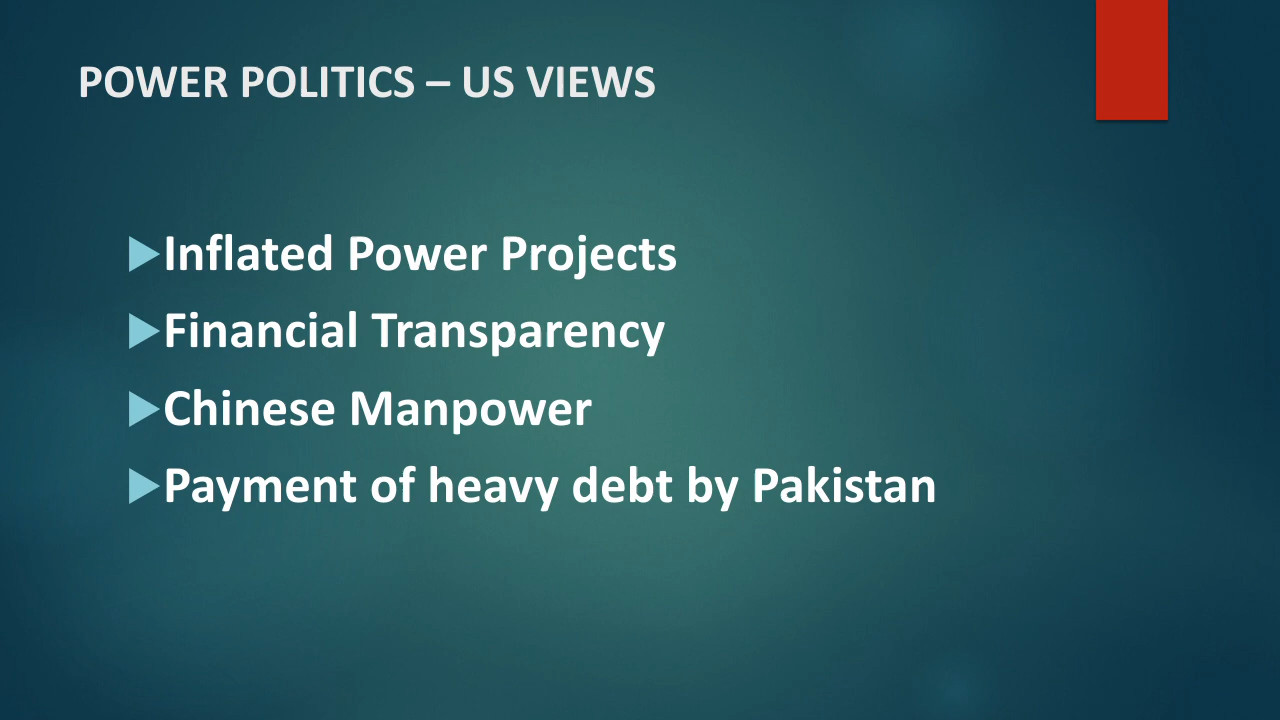 POWER POLITICS – US VIEWS
Inflated Power Projects
Financial Transparency
Chinese Manpower
Payment of heavy debt by Pakistan